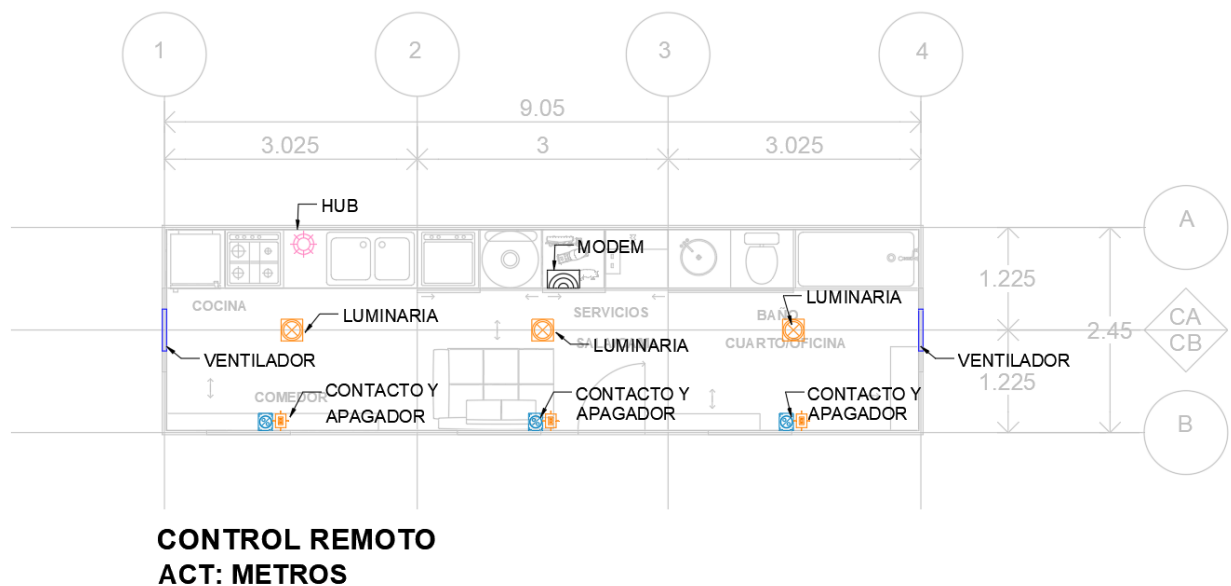 1
2
3
4
9.05
3.025
3
3.025
HUB
A
MODEM
1.225
COCINA
LUMINARIA
SERVICIOS
BAÑO
LUMINARIA
CA
CB
2.45
LUMINARIA
CUARTO/OFICINA
VENTILADOR
VENTILADOR
1.225
COMEDOR
CONTACTO Y
APAGADOR
CONTACTO Y
APAGADOR
CONTACTO Y
APAGADOR
B
CONTROL REMOTO
ACT: METROS